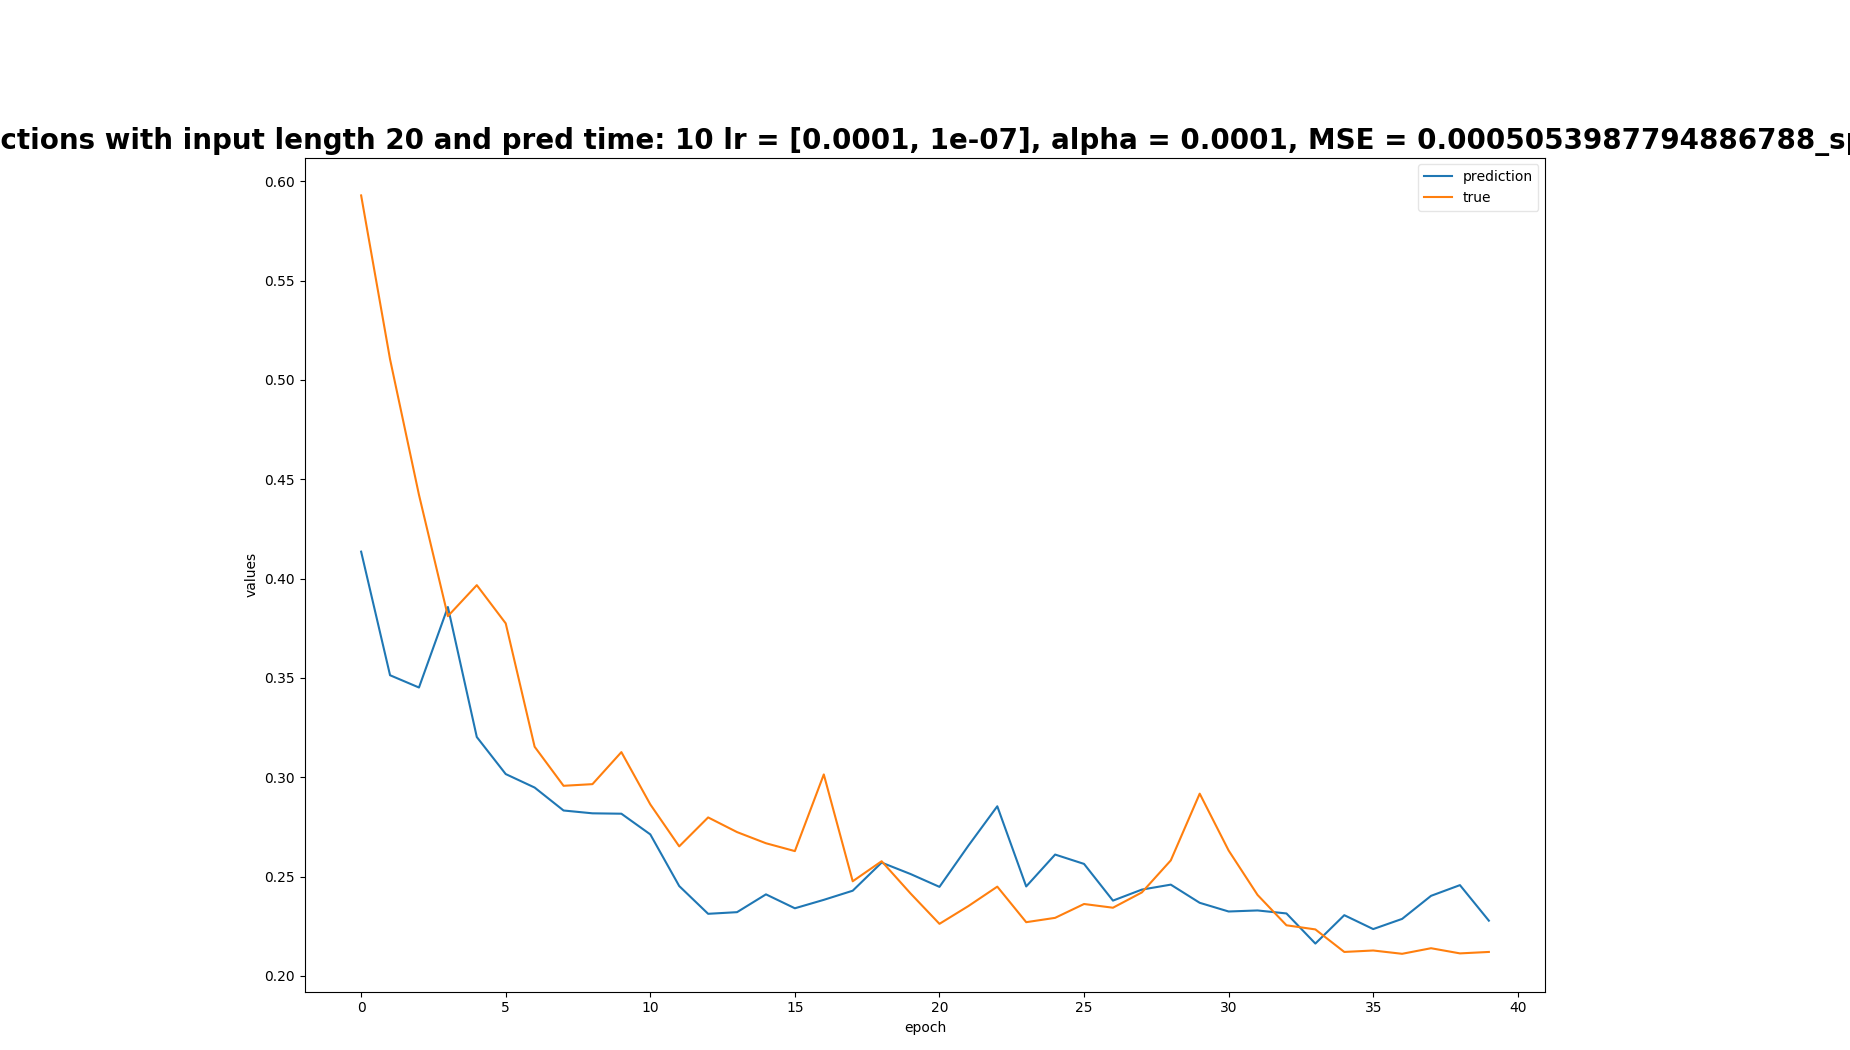 ctions with input length 20 and pred time: 10 lr = [0.0001, 1e-07], alpha = 0.0001, MSE = 0.0005053987794886788_sp
prediction
true
0.60
0.55
0.50
0.45
0.40
0.35
0.30
0.25
0.20
values
0 5 10 15 20 25 30 35 40
epoch